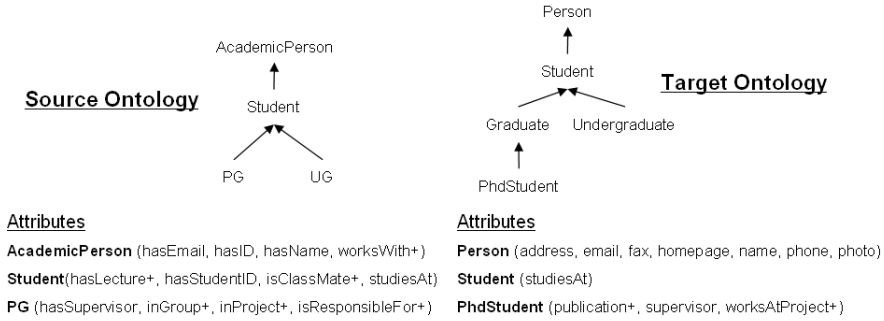 Source Ontology
AcademicPerson
Student
PG UG
Target Ontology
Person
Student
Graduate Undergraduate
PhdStudent
Attributes
AcademicPerson (hasEmail, hasID, hasName, worksWith+)
Student(hasLecture+, hasStudentID, isClassMate+, studiesAt)
PG (hasSupervisor, inGroup+, inProject+, isResponsibleFor+)
Attributes
Person (address, email, fax, homepage, name, phone, photo)
Student (studiesAt)
PhdStudent (publication+, supervisor, worksAtProject+)